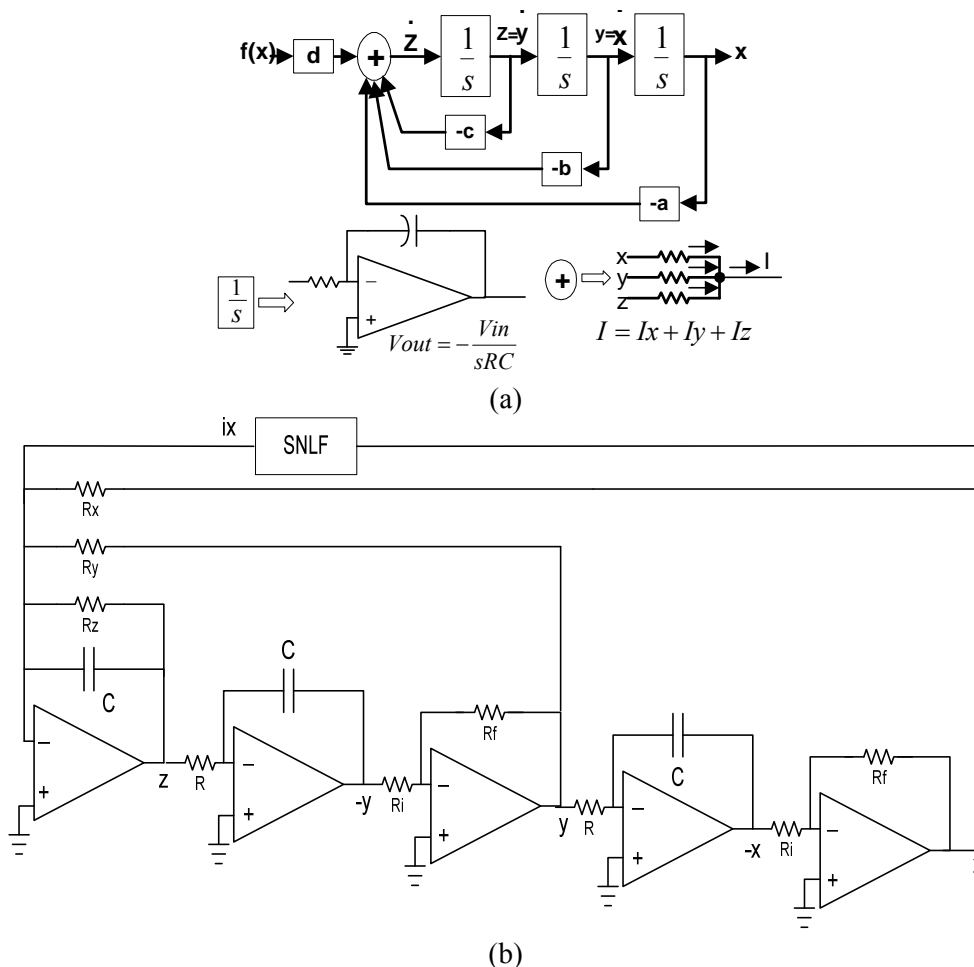 f(x) d + Ż 1/s Z=ẏ 1/s y=ẋ 1/s x
-c
-b
-a
1/s − + Vout = −Vin/sRC
+ x y z I
I = Ix + Iy + Iz
(a)
ix SNLF
Rx
Ry
Rz
C C Rf C Rf
− + z R − + -y Ri − + y R − + -x Ri − +
(b)